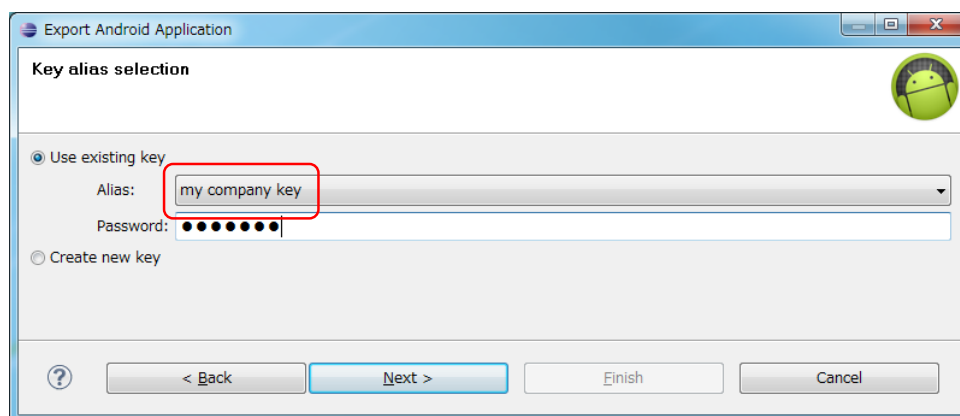 Export Android Application
Key alias selection
Use existing key
Alias: my company key
Password: ●●●●●●●
Create new key
? < Back Next > Finish Cancel